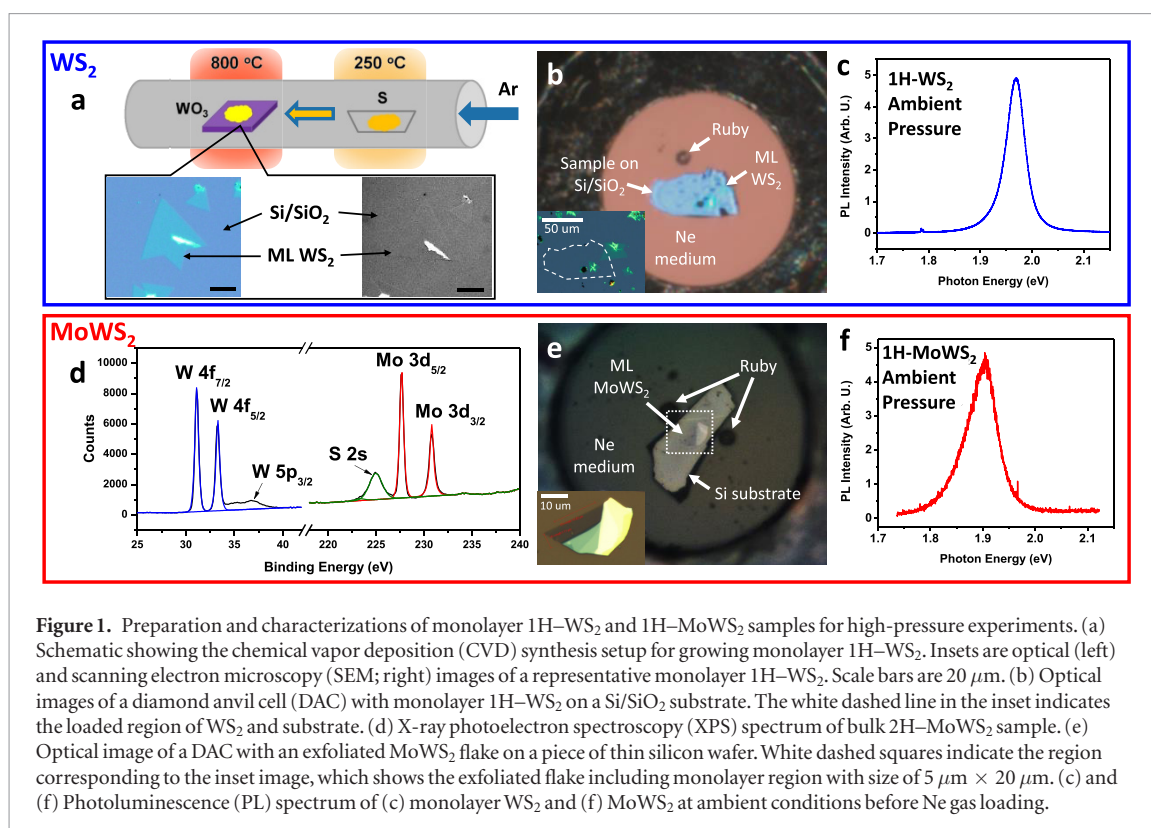 WS₂
800 °C
250 °C
a
WO₃
S
Ar
Si/SiO₂
ML WS₂
b
Ruby
Sample on
Si/SiO₂
ML
WS₂
50 um
Ne
medium
c
1H-WS₂
Ambient
Pressure
PL Intensity (Arb. U.)
5
4
3
2
1
0
1.7 1.8 1.9 2.0 2.1
Photon Energy (eV)
MoWS₂
d
W 4f₇/₂
W 4f₅/₂
W 5p₃/₂
S 2s
Mo 3d₅/₂
Mo 3d₃/₂
Counts
10000
8000
6000
4000
2000
0
25 30 35 40 220 225 230 235 240
Binding Energy (eV)
e
ML
MoWS₂
Ruby
Ne
medium
Si substrate
10 um
f
1H-MoWS₂
Ambient
Pressure
PL Intensity (Arb. U.)
5
4
3
2
1
0
1.7 1.8 1.9 2.0 2.1
Photon Energy (eV)
Figure 1. Preparation and characterizations of monolayer 1H–WS₂ and 1H–MoWS₂ samples for high-pressure experiments. (a)
Schematic showing the chemical vapor deposition (CVD) synthesis setup for growing monolayer 1H–WS₂. Insets are optical (left)
and scanning electron microscopy (SEM; right) images of a representative monolayer 1H–WS₂. Scale bars are 20 μm. (b) Optical
images of a diamond anvil cell (DAC) with monolayer 1H–WS₂ on a Si/SiO₂ substrate. The white dashed line in the inset indicates
the loaded region of WS₂ and substrate. (d) X-ray photoelectron spectroscopy (XPS) spectrum of bulk 2H–MoWS₂ sample. (e)
Optical image of a DAC with an exfoliated MoWS₂ flake on a piece of thin silicon wafer. White dashed squares indicate the region
corresponding to the inset image, which shows the exfoliated flake including monolayer region with size of 5 μm × 20 μm. (c) and
(f) Photoluminescence (PL) spectrum of (c) monolayer WS₂ and (f) MoWS₂ at ambient conditions before Ne gas loading.